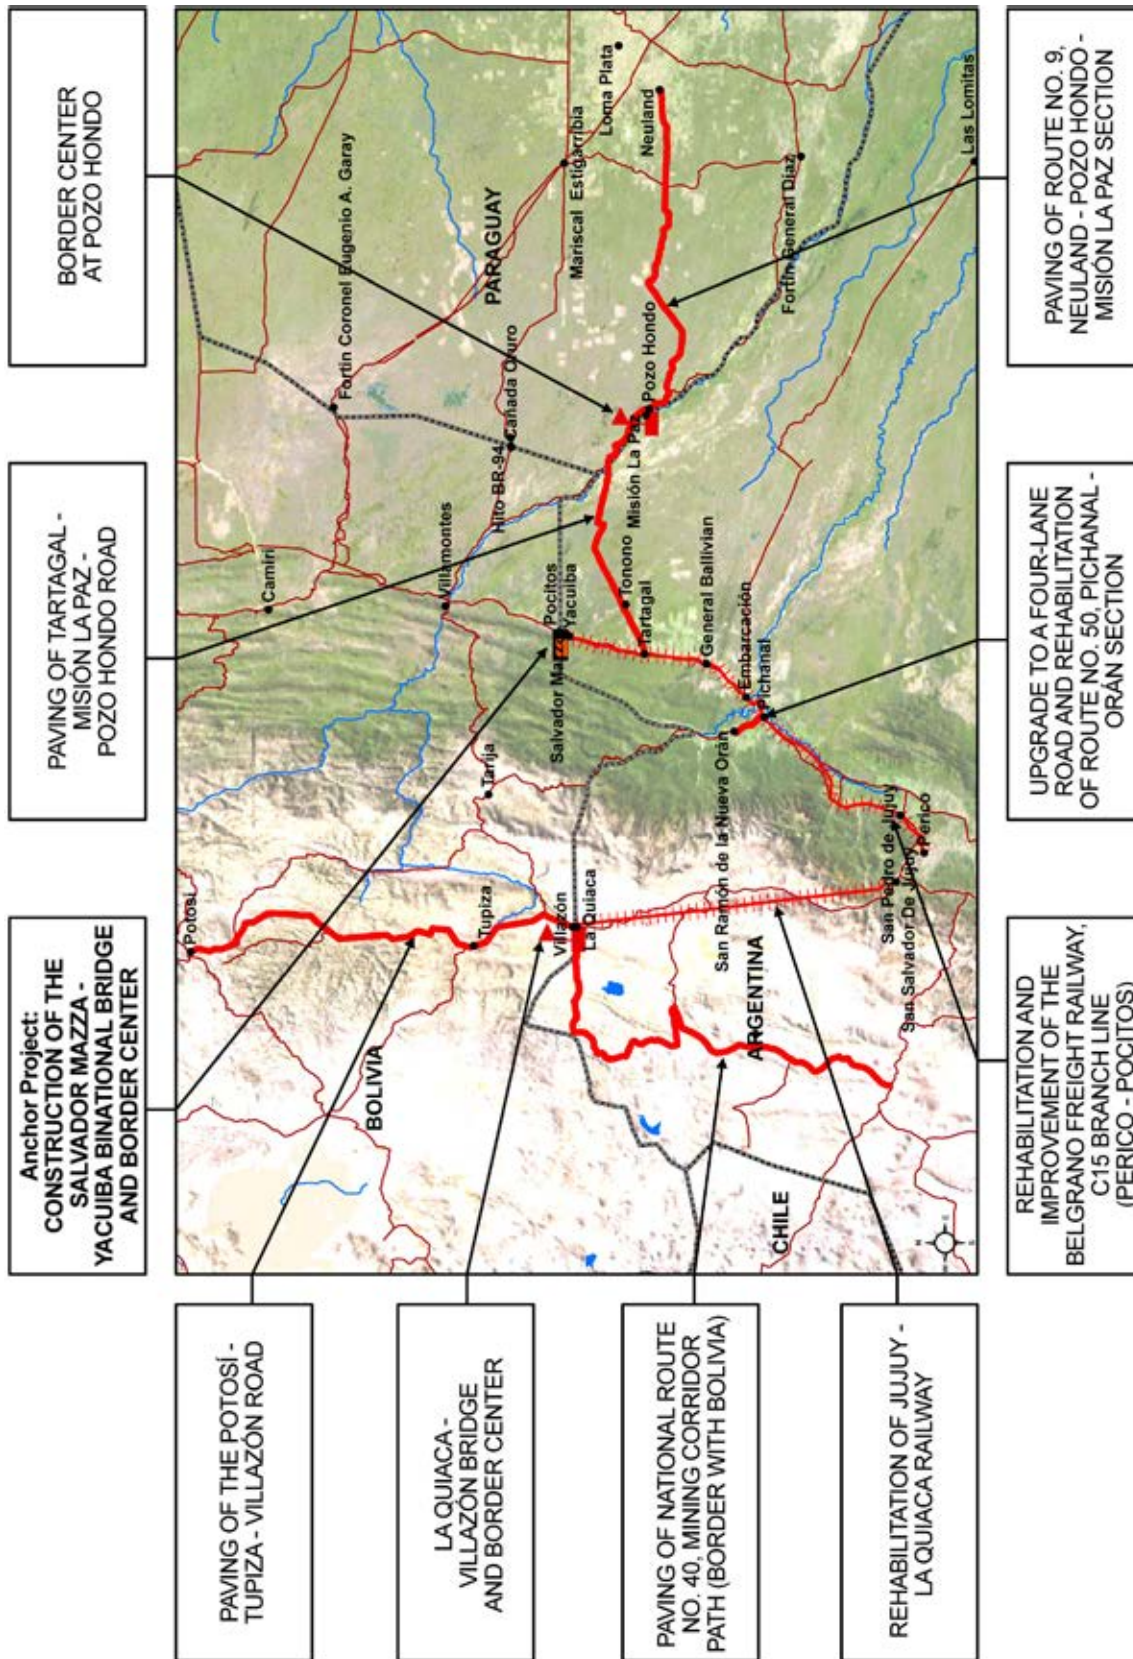 Anchor Project:
CONSTRUCTION OF THE
SALVADOR MAZZA -
YACUIBA BINATIONAL BRIDGE
AND BORDER CENTER
PAVING OF TARTAGAL -
MISIÓN LA PAZ -
POZO HONDO ROAD
BORDER CENTER
AT POZO HONDO
PAVING OF THE POTOSÍ -
TUPIZA - VILLAZÓN ROAD
LA QUIACA -
VILLAZÓN BRIDGE
AND BORDER CENTER
PAVING OF NATIONAL ROUTE
NO. 40, MINING CORRIDOR
PATH (BORDER WITH BOLIVIA)
REHABILITATION OF JUJUY -
LA QUIACA RAILWAY
Potosí
Camiri
Fortín Coronel Eugenio A. Garay
BOLIVIA
Villamontes
Tupiza
Tarija
PARAGUAY
Hito BR-94
Cañada Oruro
Villazón
La Quiaca
Salvador Mazza
Pocitos
Yacuiba
Mariscal Estigarribia
Loma Plata
Tonono
Misión La Paz
Pozo Hondo
Neuland
Tartagal
General Ballivian
San Ramón de la Nueva Orán
Embarcación
Pichanal
ARGENTINA
CHILE
Fortín General Díaz
San Pedro de Jujuy
San Salvador De Jujuy
Perico
Las Lomitas
REHABILITATION AND
IMPROVEMENT OF THE
BELGRANO FREIGHT RAILWAY,
C15 BRANCH LINE
(PERICO - POCITOS)
UPGRADE TO A FOUR-LANE
ROAD AND REHABILITATION
OF ROUTE NO. 50, PICHANAL -
ORÁN SECTION
PAVING OF ROUTE NO. 9,
NEULAND - POZO HONDO -
MISIÓN LA PAZ SECTION